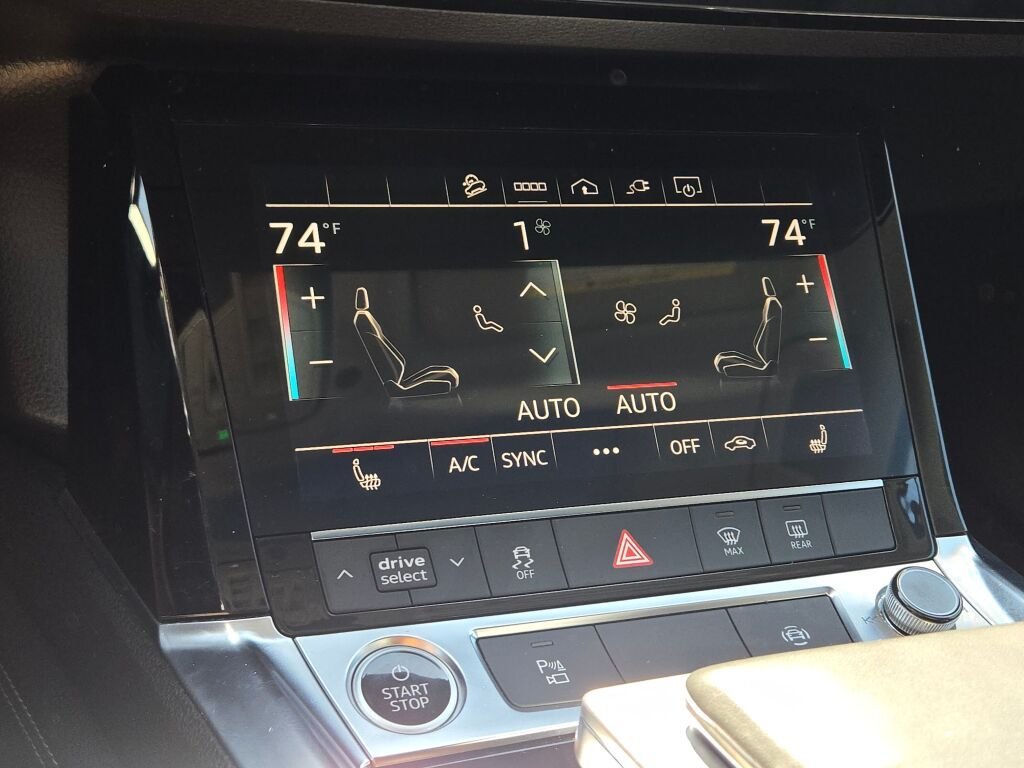 74°F 1 74°F
+ +
− −
AUTO AUTO
A/C SYNC ••• OFF
drive
select
OFF
MAX
REAR
START
STOP
P